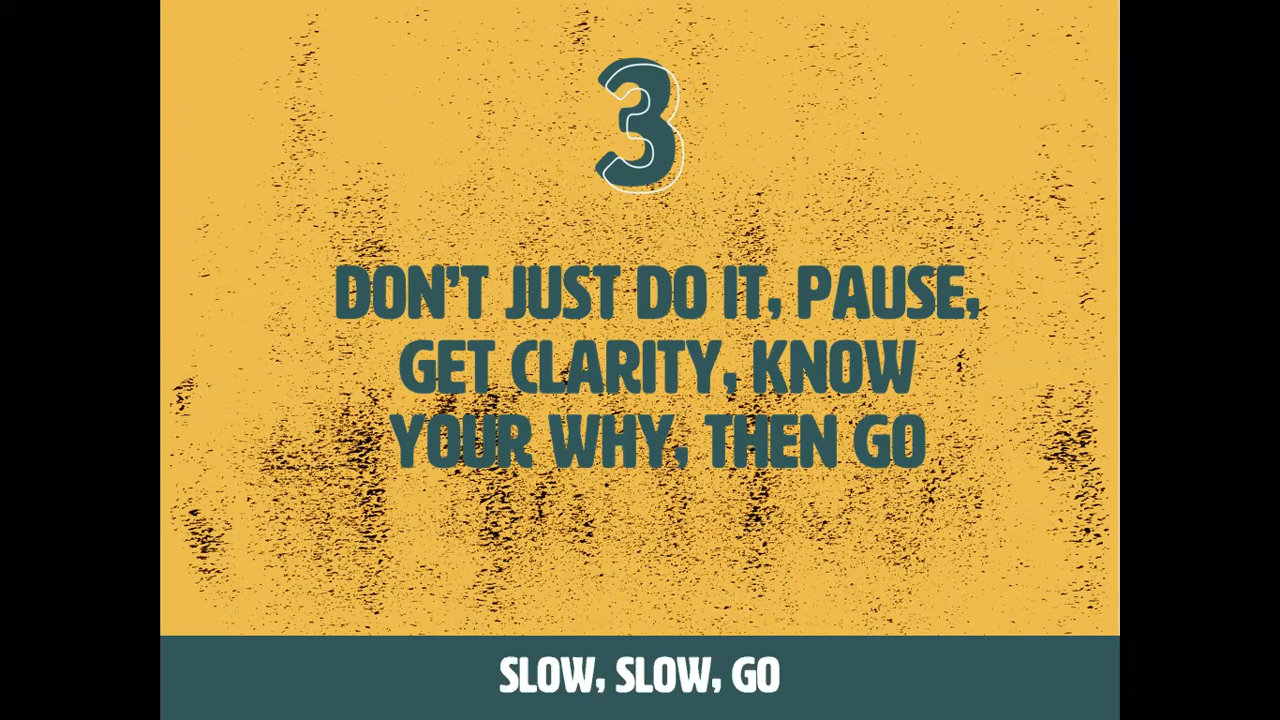 3
DON'T JUST DO IT, PAUSE,
GET CLARITY, KNOW
YOUR WHY, THEN GO
SLOW, SLOW, GO